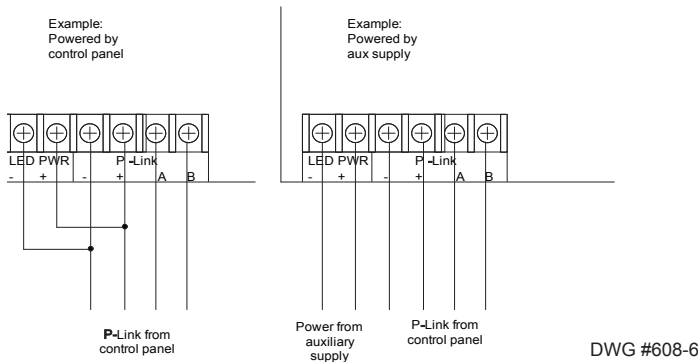 Example:
Powered by
control panel
Example:
Powered by
aux supply
LED PWR P -Link
- + - + A B
LED PWR P -Link
- + - + A B
P-Link from
control panel
Power from
auxiliary
supply
P-Link from
control panel
DWG #608-6